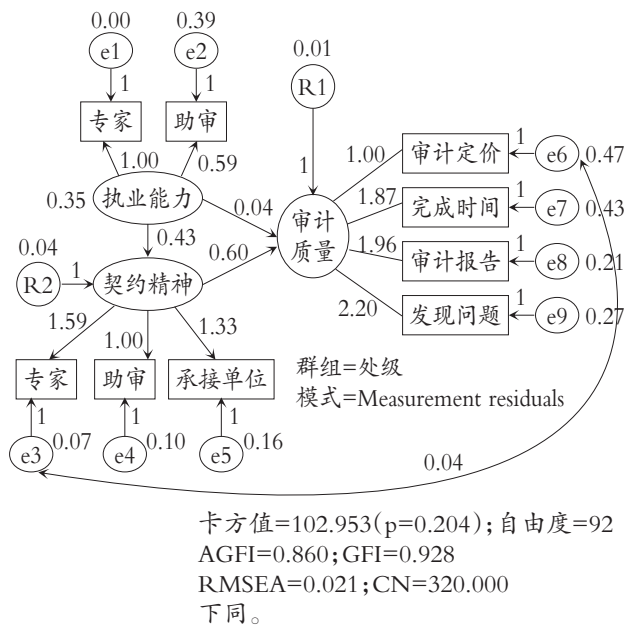 0.00 0.39
e1 e2
0.01
R1
1 1
专家 助审
1.00 0.59
1
1.00 审计定价 1 e6 0.47
0.35 执业能力
0.04
审计质量
1.87 完成时间 1 e7 0.43
0.43
0.04
R2 1 契约精神
0.60
1.96 审计报告 1 e8 0.21
1.59 1.00 1.33
2.20 发现问题 1 e9 0.27
专家 助审 承接单位
群组=处级
模式=Measurement residuals
1 1 1
e3 0.07 e4 0.10 e5 0.16
0.04
卡方值=102.953(p=0.204);自由度=92
AGFI=0.860;GFI=0.928
RMSEA=0.021;CN=320.000
下同。